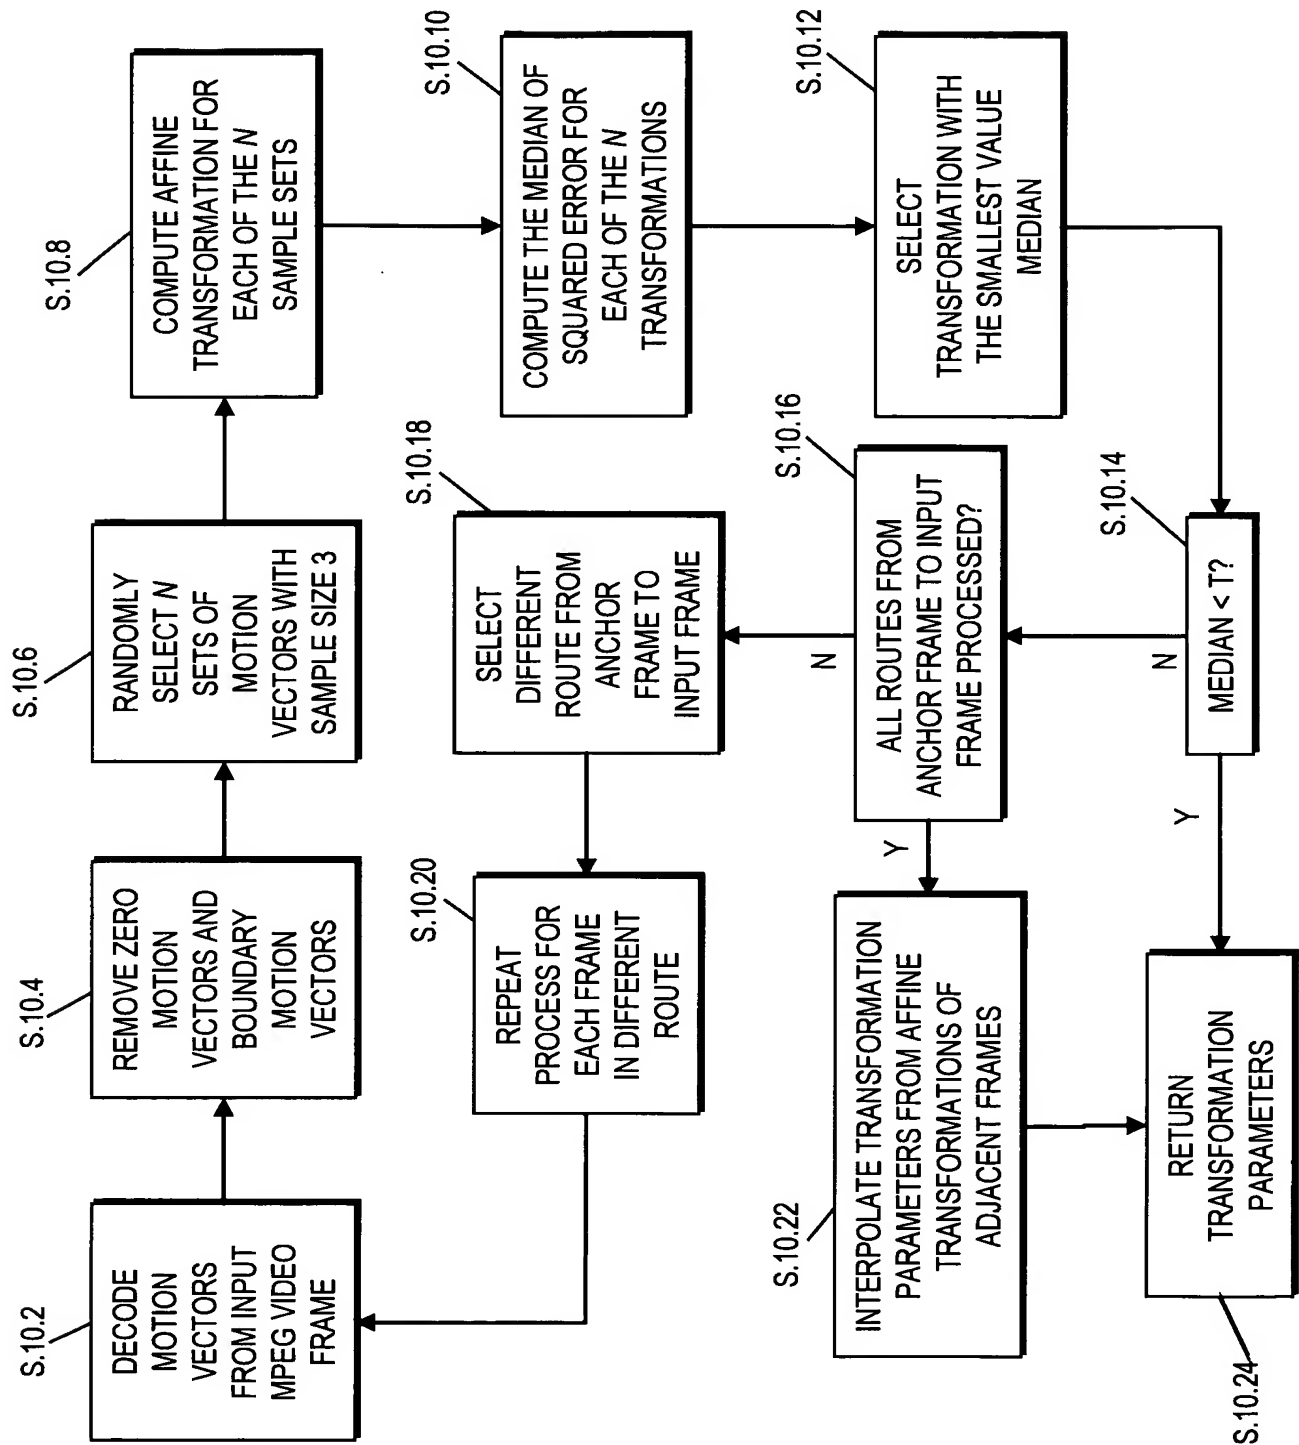 S.10.2
DECODE
MOTION
VECTORS
FROM INPUT
MPEG VIDEO
FRAME
S.10.4
REMOVE ZERO
MOTION
VECTORS AND
BOUNDARY
MOTION
VECTORS
S.10.6
RANDOMLY
SELECT N
SETS OF
MOTION
VECTORS WITH
SAMPLE SIZE 3
S.10.8
COMPUTE AFFINE
TRANSFORMATION FOR
EACH OF THE N
SAMPLE SETS
S.10.10
COMPUTE THE MEDIAN OF
SQUARED ERROR FOR
EACH OF THE N
TRANSFORMATIONS
S.10.12
SELECT
TRANSFORMATION WITH
THE SMALLEST VALUE
MEDIAN
S.10.14
MEDIAN < T?
N
Y
S.10.16
ALL ROUTES FROM
ANCHOR FRAME TO INPUT
FRAME PROCESSED?
N
Y
S.10.18
SELECT
DIFFERENT
ROUTE FROM
ANCHOR
FRAME TO
INPUT FRAME
S.10.20
REPEAT
PROCESS FOR
EACH FRAME
IN DIFFERENT
ROUTE
S.10.22
INTERPOLATE TRANSFORMATION
PARAMETERS FROM AFFINE
TRANSFORMATIONS OF
ADJACENT FRAMES
S.10.24
RETURN
TRANSFORMATION
PARAMETERS